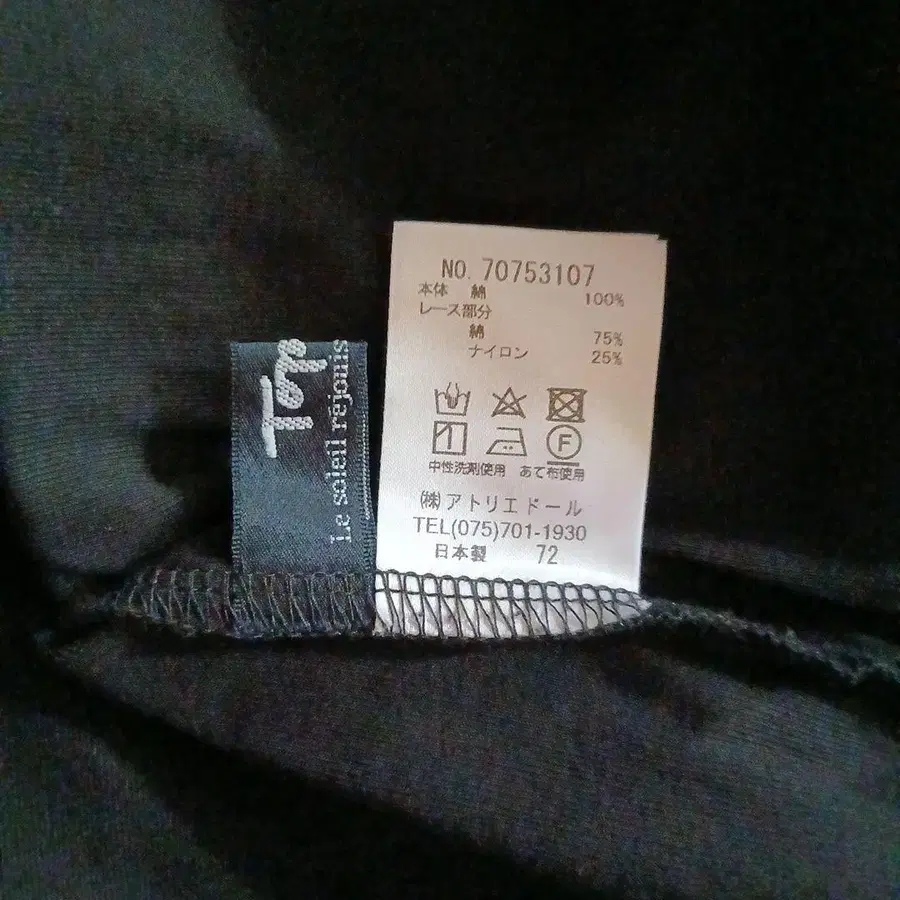 NO. 70753107
本体 綿 100%
レース部分
綿 75%
ナイロン 25%
F
中性洗剤使用 あて布使用
㈱アトリエドール
TEL(075)701-1930
日本製 72
Le soleil réjouis